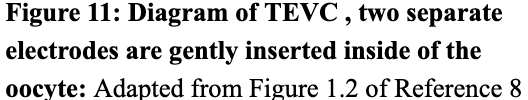 Figure 11: Diagram of TEVC , two separate
electrodes are gently inserted inside of the
oocyte: Adapted from Figure 1.2 of Reference 8